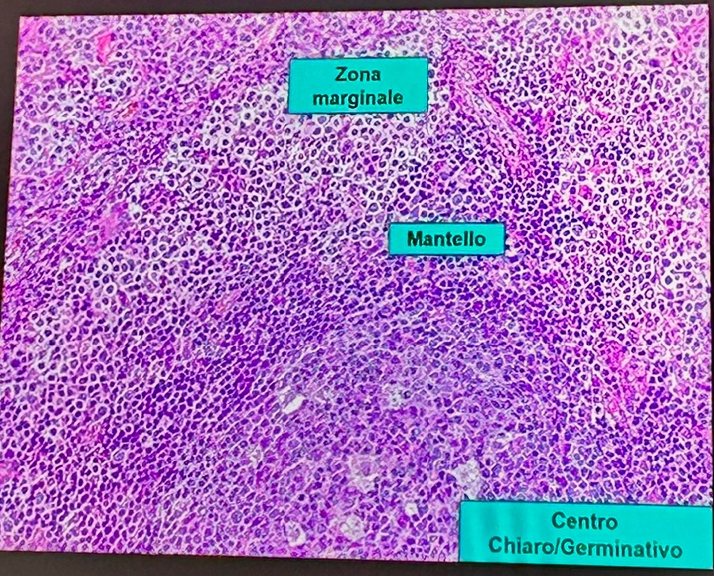 Zona
marginale
Mantello
Centro
Chiaro/Germinativo